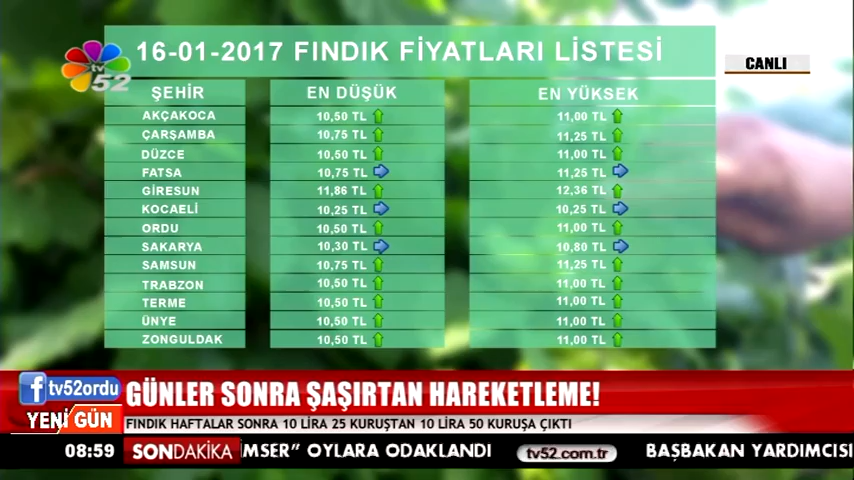 16-01-2017 FINDIK FİYATLARI LİSTESİ
tv
52
CANLI
ŞEHİR EN DÜŞÜK EN YÜKSEK
AKÇAKOCA 10,50 TL 11,00 TL
ÇARŞAMBA 10,75 TL 11,25 TL
DÜZCE 10,50 TL 11,00 TL
FATSA 10,75 TL 11,25 TL
GİRESUN 11,86 TL 12,36 TL
KOCAELİ 10,25 TL 10,25 TL
ORDU 10,50 TL 11,00 TL
SAKARYA 10,30 TL 10,80 TL
SAMSUN 10,75 TL 11,25 TL
TRABZON 10,50 TL 11,00 TL
TERME 10,50 TL 11,00 TL
ÜNYE 10,50 TL 11,00 TL
ZONGULDAK 10,50 TL 11,00 TL
f tv52ordu GÜNLER SONRA ŞAŞIRTAN HAREKETLEME!
YENİ GÜN FINDIK HAFTALAR SONRA 10 LİRA 25 KURUŞTAN 10 LİRA 50 KURUŞA ÇIKTI
08:59 SONDAKİKA İMSER” OYLARA ODAKLANDI tv52.com.tr BAŞBAKAN YARDIMCISI